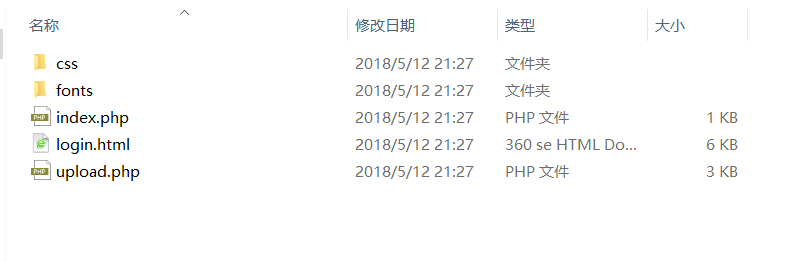 名称 修改日期 类型 大小
css 2018/5/12 21:27 文件夹
fonts 2018/5/12 21:27 文件夹
PHP index.php 2018/5/12 21:27 PHP 文件 1 KB
login.html 2018/5/12 21:27 360 se HTML Do... 6 KB
PHP upload.php 2018/5/12 21:27 PHP 文件 3 KB